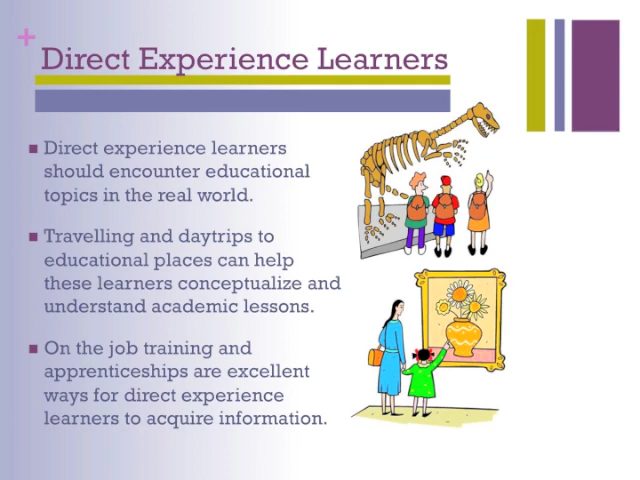 +
Direct Experience Learners
■ Direct experience learners
should encounter educational
topics in the real world.
■ Travelling and daytrips to
educational places can help
these learners conceptualize and
understand academic lessons.
■ On the job training and
apprenticeships are excellent
ways for direct experience
learners to acquire information.